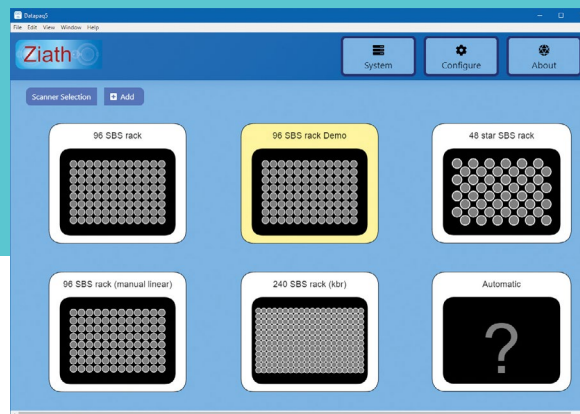 Datapaq5
File Edit View Window Help
Ziath
System
Configure
About
Scanner Selection
Add
96 SBS rack
96 SBS rack Demo
48 star SBS rack
96 SBS rack (manual linear)
240 SBS rack (kbr)
Automatic
?